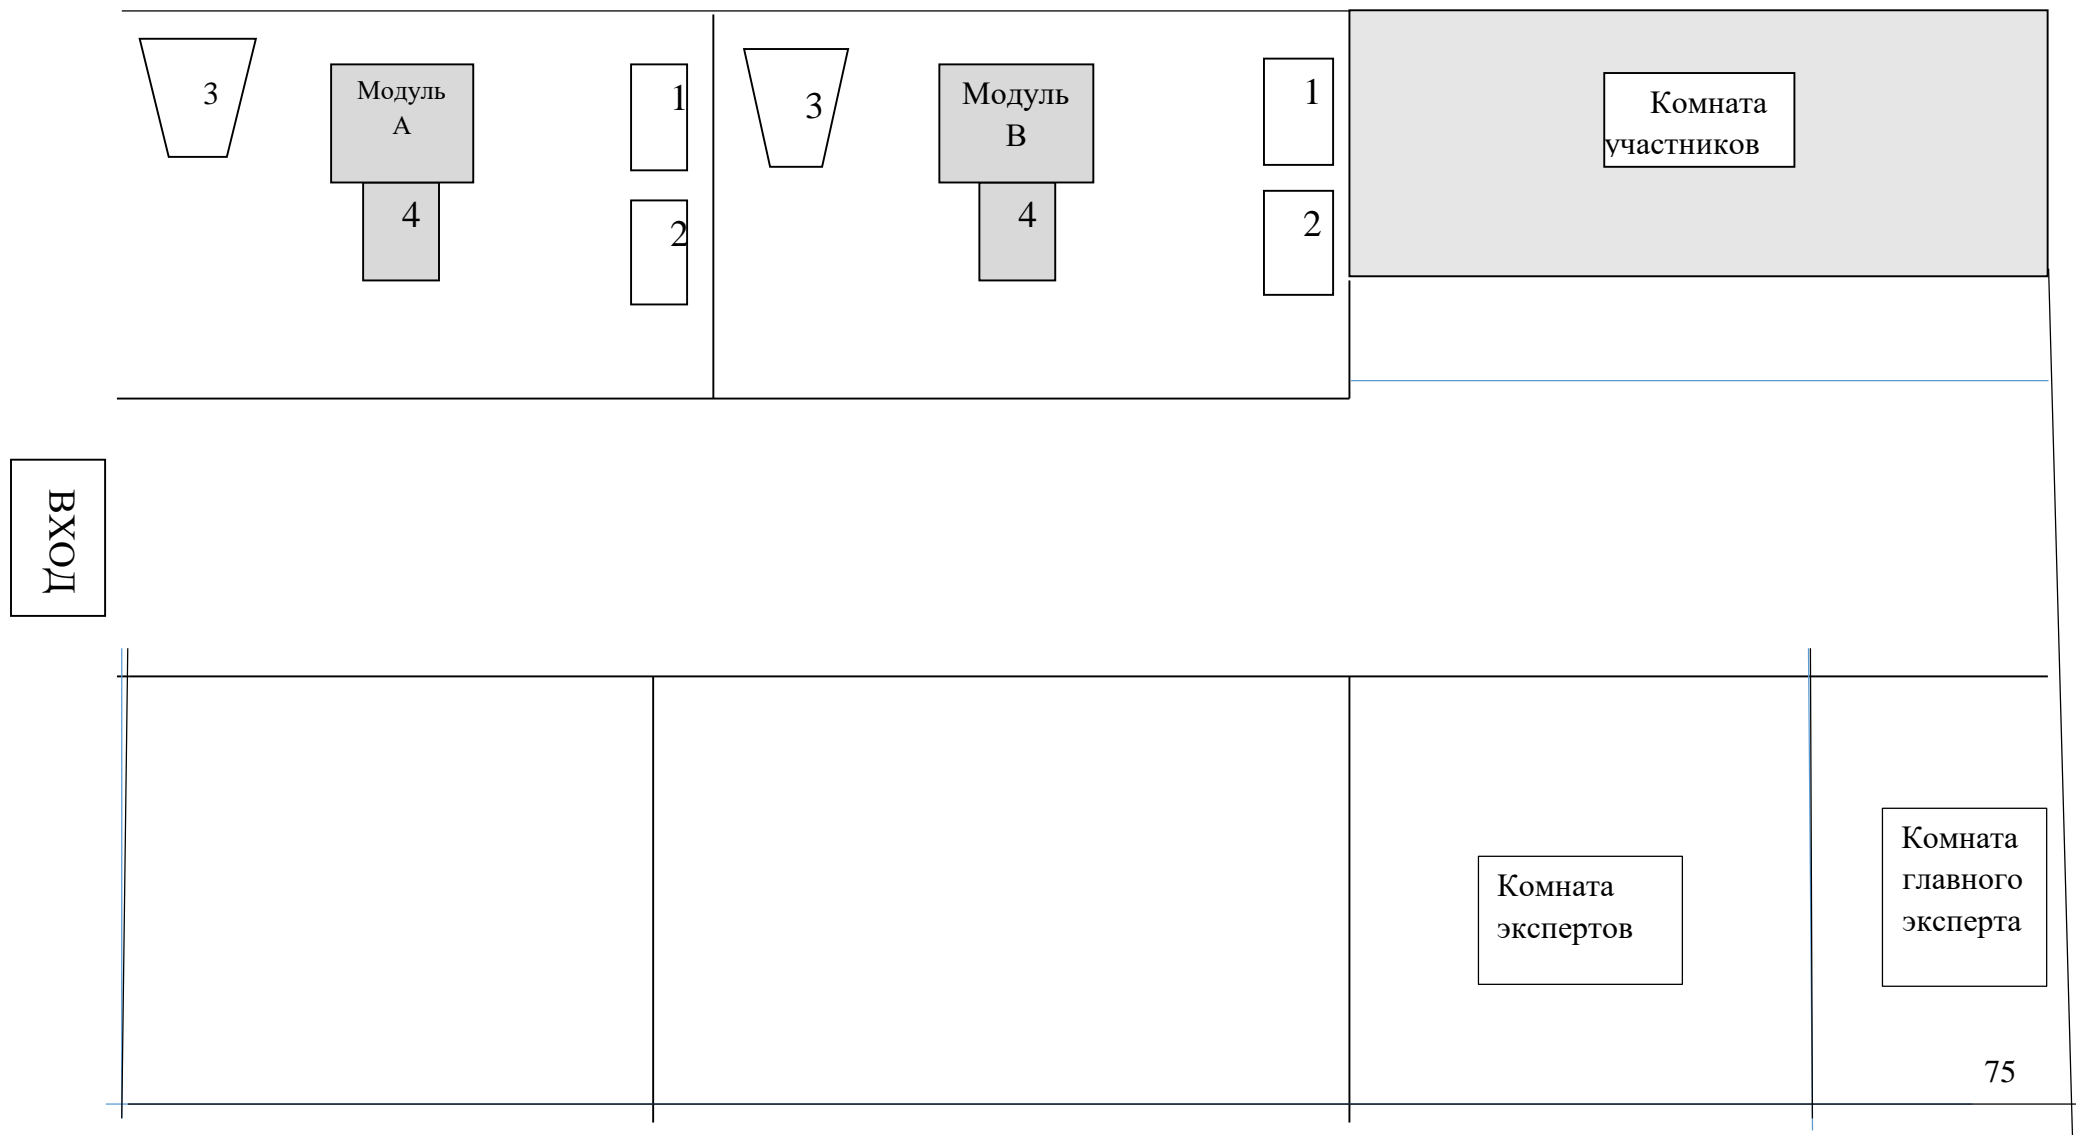 3
Модуль
А
1
3
Модуль
В
1
Комната
участников
4
2
4
2
ВХОД
Комната
экспертов
Комната
главного
эксперта
75